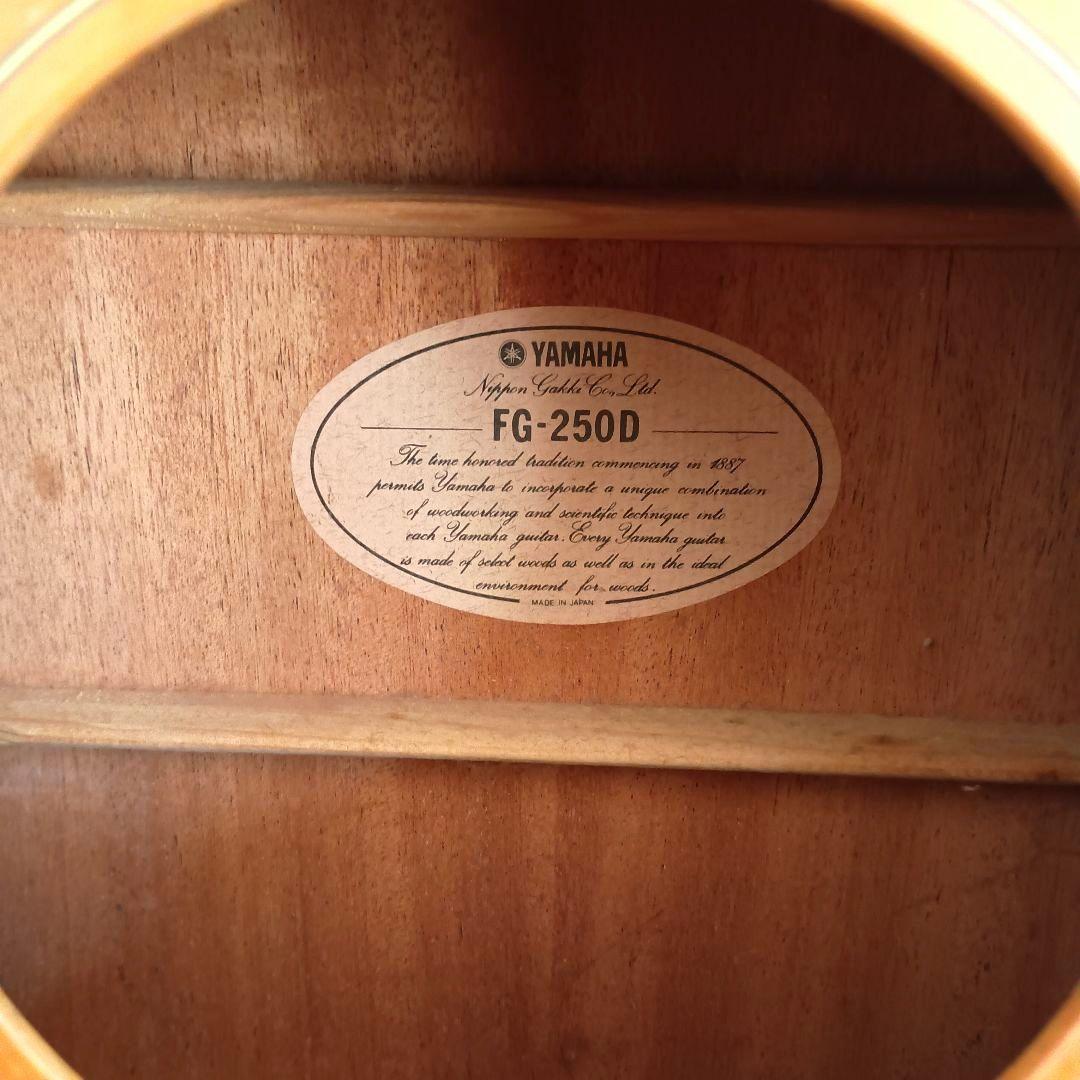 YAMAHA
Nippon Gakki Co., Ltd.
FG-250D
The time honored tradition commencing in 1887
permits Yamaha to incorporate a unique combination
of woodworking and scientific technique into
each Yamaha guitar. Every Yamaha guitar
is made of select woods as well as in the ideal
environment for woods.
MADE IN JAPAN